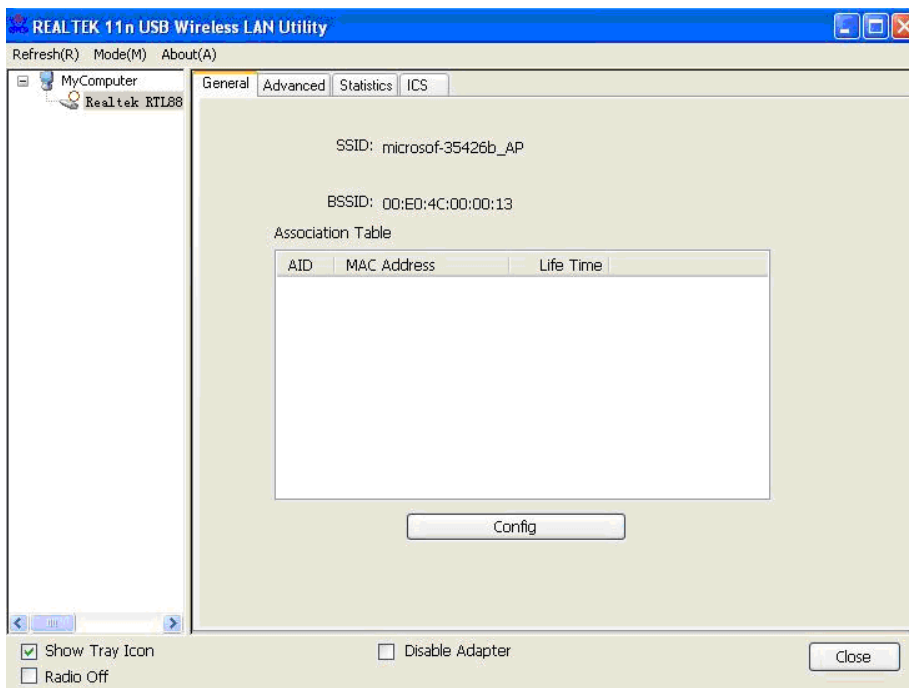 REALTEK 11n USB Wireless LAN Utility
Refresh(R) Mode(M) About(A)
MyComputer
Realtek RTL88
General Advanced Statistics ICS
SSID: microsof-35426b_AP
BSSID: 00:E0:4C:00:00:13
Association Table
AID MAC Address Life Time
Config
Show Tray Icon
Disable Adapter
Close
Radio Off